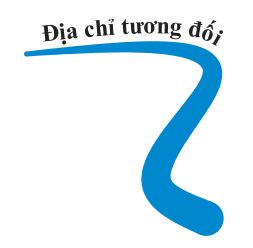 Địa chỉ tương đối